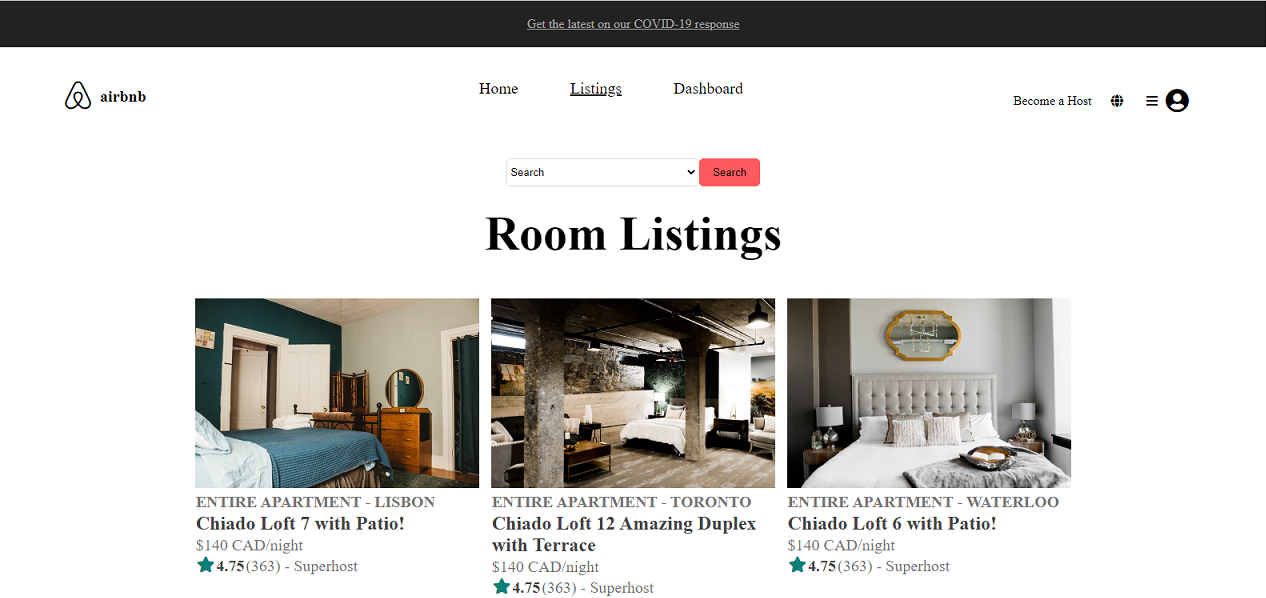 Get the latest on our COVID-19 response
airbnb
Home
Listings
Dashboard
Become a Host
Search
Search
Room Listings
ENTIRE APARTMENT - LISBON
Chiado Loft 7 with Patio!
$140 CAD/night
4.75(363) - Superhost
ENTIRE APARTMENT - TORONTO
Chiado Loft 12 Amazing Duplex
with Terrace
$140 CAD/night
4.75(363) - Superhost
ENTIRE APARTMENT - WATERLOO
Chiado Loft 6 with Patio!
$140 CAD/night
4.75(363) - Superhost